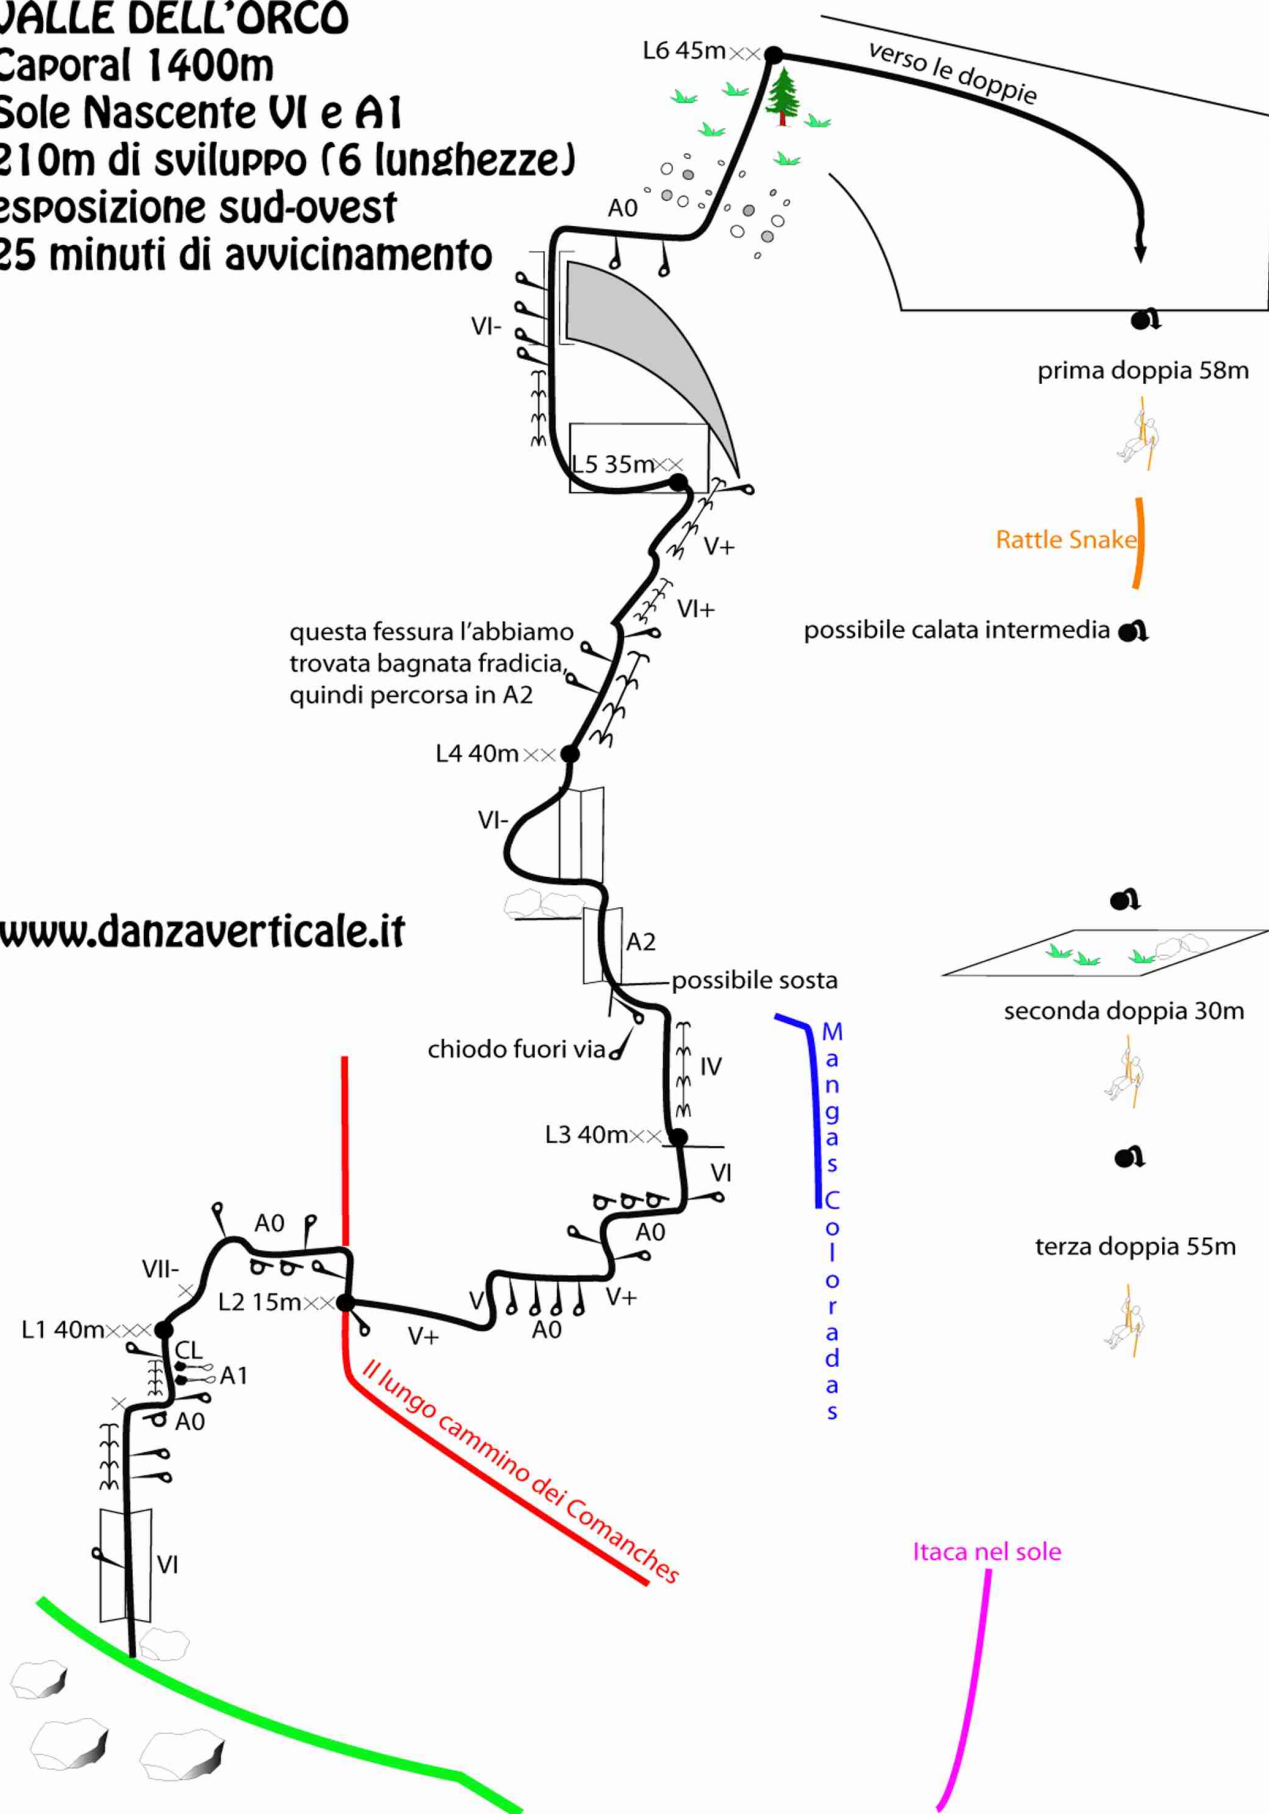 VALLE DELL'ORCO
Caporal 1400m
Sole Nascente VI e A1
210m di sviluppo (6 lunghezze)
esposizione sud-ovest
25 minuti di avvicinamento
L6 45m
verso le doppie
A0
VI-
prima doppia 58m
L5 35m
V+
Rattle Snake
VI+
questa fessura l'abbiamo
trovata bagnata fradicia,
quindi percorsa in A2
possibile calata intermedia
L4 40m
VI-
www.danzaverticale.it
A2
possibile sosta
seconda doppia 30m
chiodo fuori via
IV
Mangas Coloradas
L3 40m
VI
A0
A0
terza doppia 55m
VII-
L2 15m
V
V+
A0
V+
L1 40m
CL
A1
A0
Il lungo cammino dei Comanches
VI
Itaca nel sole